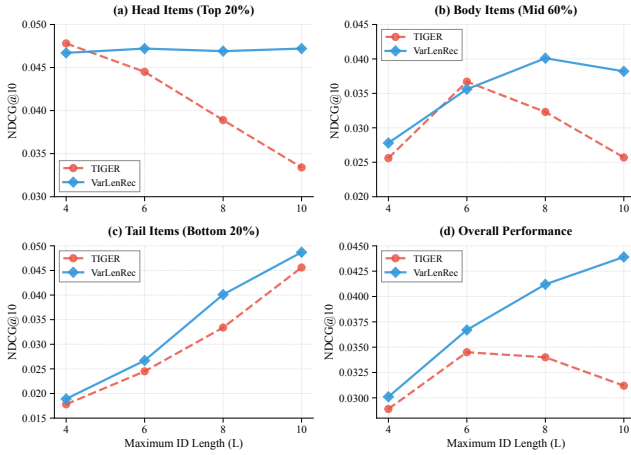 (a) Head Items (Top 20%)
NDCG@10
0.050
0.045
0.040
0.035
0.030
TIGER
VarLenRec
4
6
8
10
(b) Body Items (Mid 60%)
NDCG@10
0.045
0.040
0.035
0.030
0.025
0.020
TIGER
VarLenRec
4
6
8
10
(c) Tail Items (Bottom 20%)
NDCG@10
0.050
0.045
0.040
0.035
0.030
0.025
0.020
0.015
TIGER
VarLenRec
4
6
8
10
Maximum ID Length (L)
(d) Overall Performance
NDCG@10
0.0450
0.0425
0.0400
0.0375
0.0350
0.0325
0.0300
TIGER
VarLenRec
4
6
8
10
Maximum ID Length (L)